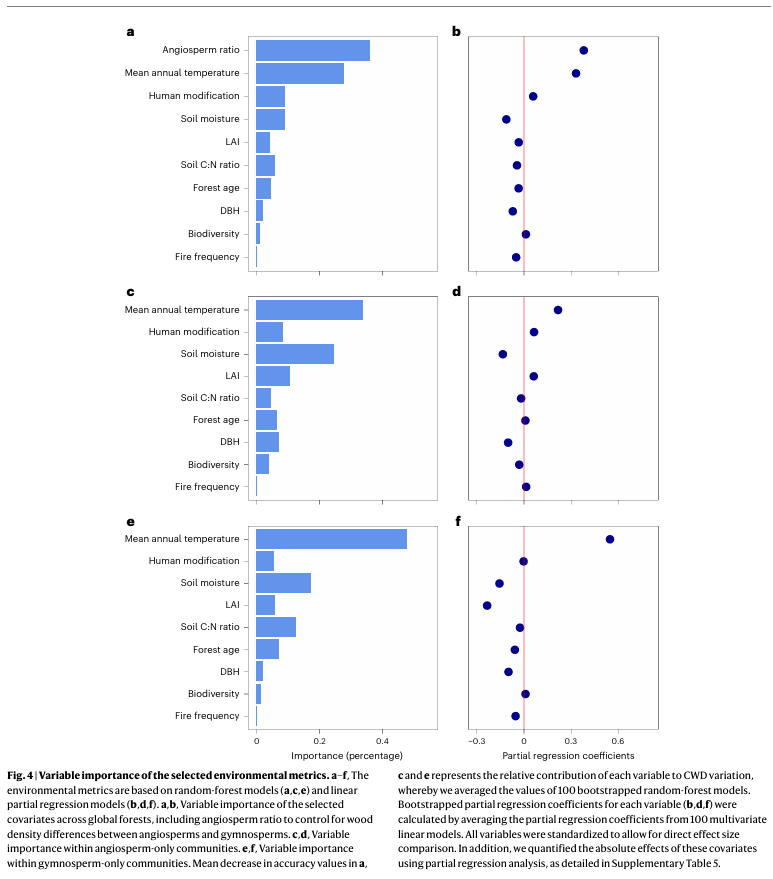 a
b
Angiosperm ratio
Mean annual temperature
Human modification
Soil moisture
LAI
Soil C:N ratio
Forest age
DBH
Biodiversity
Fire frequency
c
d
Mean annual temperature
Human modification
Soil moisture
LAI
Soil C:N ratio
Forest age
DBH
Biodiversity
Fire frequency
e
f
Mean annual temperature
Human modification
Soil moisture
LAI
Soil C:N ratio
Forest age
DBH
Biodiversity
Fire frequency
0 0.2 0.4
Importance (percentage)
–0.3 0 0.3 0.6
Partial regression coefficients
Fig. 4 | Variable importance of the selected environmental metrics. a–f, The
environmental metrics are based on random-forest models (a,c,e) and linear
partial regression models (b,d,f). a,b, Variable importance of the selected
covariates across global forests, including angiosperm ratio to control for wood
density differences between angiosperms and gymnosperms. c,d, Variable
importance within angiosperm-only communities. e,f, Variable importance
within gymnosperm-only communities. Mean decrease in accuracy values in a,
c and e represents the relative contribution of each variable to CWD variation,
whereby we averaged the values of 100 bootstrapped random-forest models.
Bootstrapped partial regression coefficients for each variable (b,d,f) were
calculated by averaging the partial regression coefficients from 100 multivariate
linear models. All variables were standardized to allow for direct effect size
comparison. In addition, we quantified the absolute effects of these covariates
using partial regression analysis, as detailed in Supplementary Table 5.